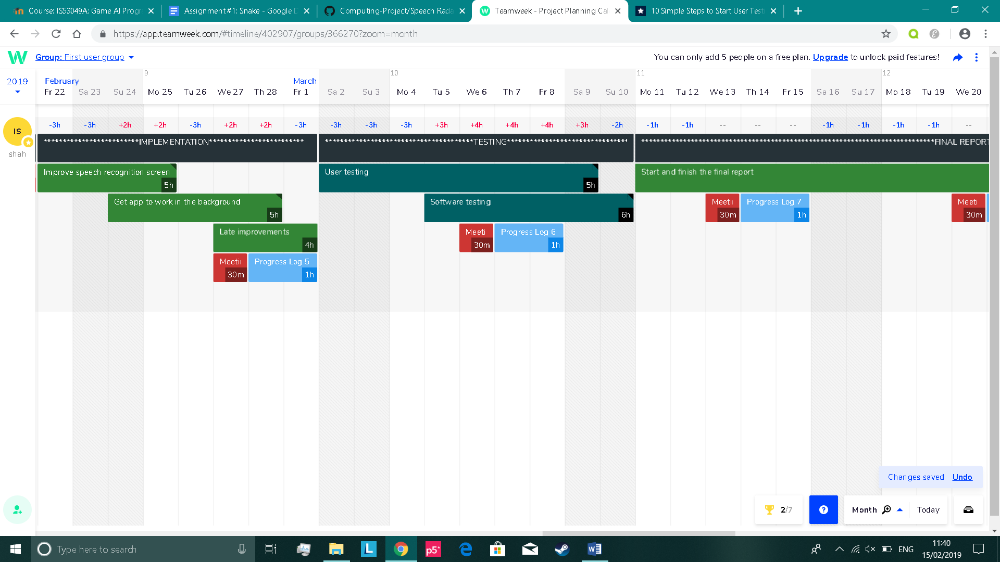 Course: IS53049A: Game AI Progr
Assignment #1: Snake - Google D
Computing-Project/Speech Rada
Teamweek - Project Planning Cal
10 Simple Steps to Start User Testi
https://app.teamweek.com/#timeline/402907/groups/366270?zoom=month
Group: First user group
You can only add 5 people on a free plan. Upgrade to unlock paid features!
9 10 11 12
2019 February March
Fr 22 Sa 23 Su 24 Mo 25 Tu 26 We 27 Th 28 Fr 1 Sa 2 Su 3 Mo 4 Tu 5 We 6 Th 7 Fr 8 Sa 9 Su 10 Mo 11 Tu 12 We 13 Th 14 Fr 15 Sa 16 Su 17 Mo 18 Tu 19 We 20
-3h -3h +2h +2h -3h +2h +2h -3h -3h -3h -3h +3h +4h +4h +4h +3h -2h -1h -1h -- -- -- -1h -1h -1h -1h --
IS
shah
*************************IMPLEMENTATION*************************
***************************************TESTING********************************
*****************************************************************************FINAL REPORT
Improve speech recognition screen
5h
User testing
5h
Start and finish the final report
Get app to work in the background
5h
Software testing
6h
Meetii
30m
Progress Log 7
1h
Meeti
30m
Late improvements
4h
Meeti
30m
Progress Log 6
1h
Meetii
30m
Progress Log 5
1h
Changes saved Undo
2/7
?
Month
Today
Type here to search
L
p5*
ENG
11:40
15/02/2019